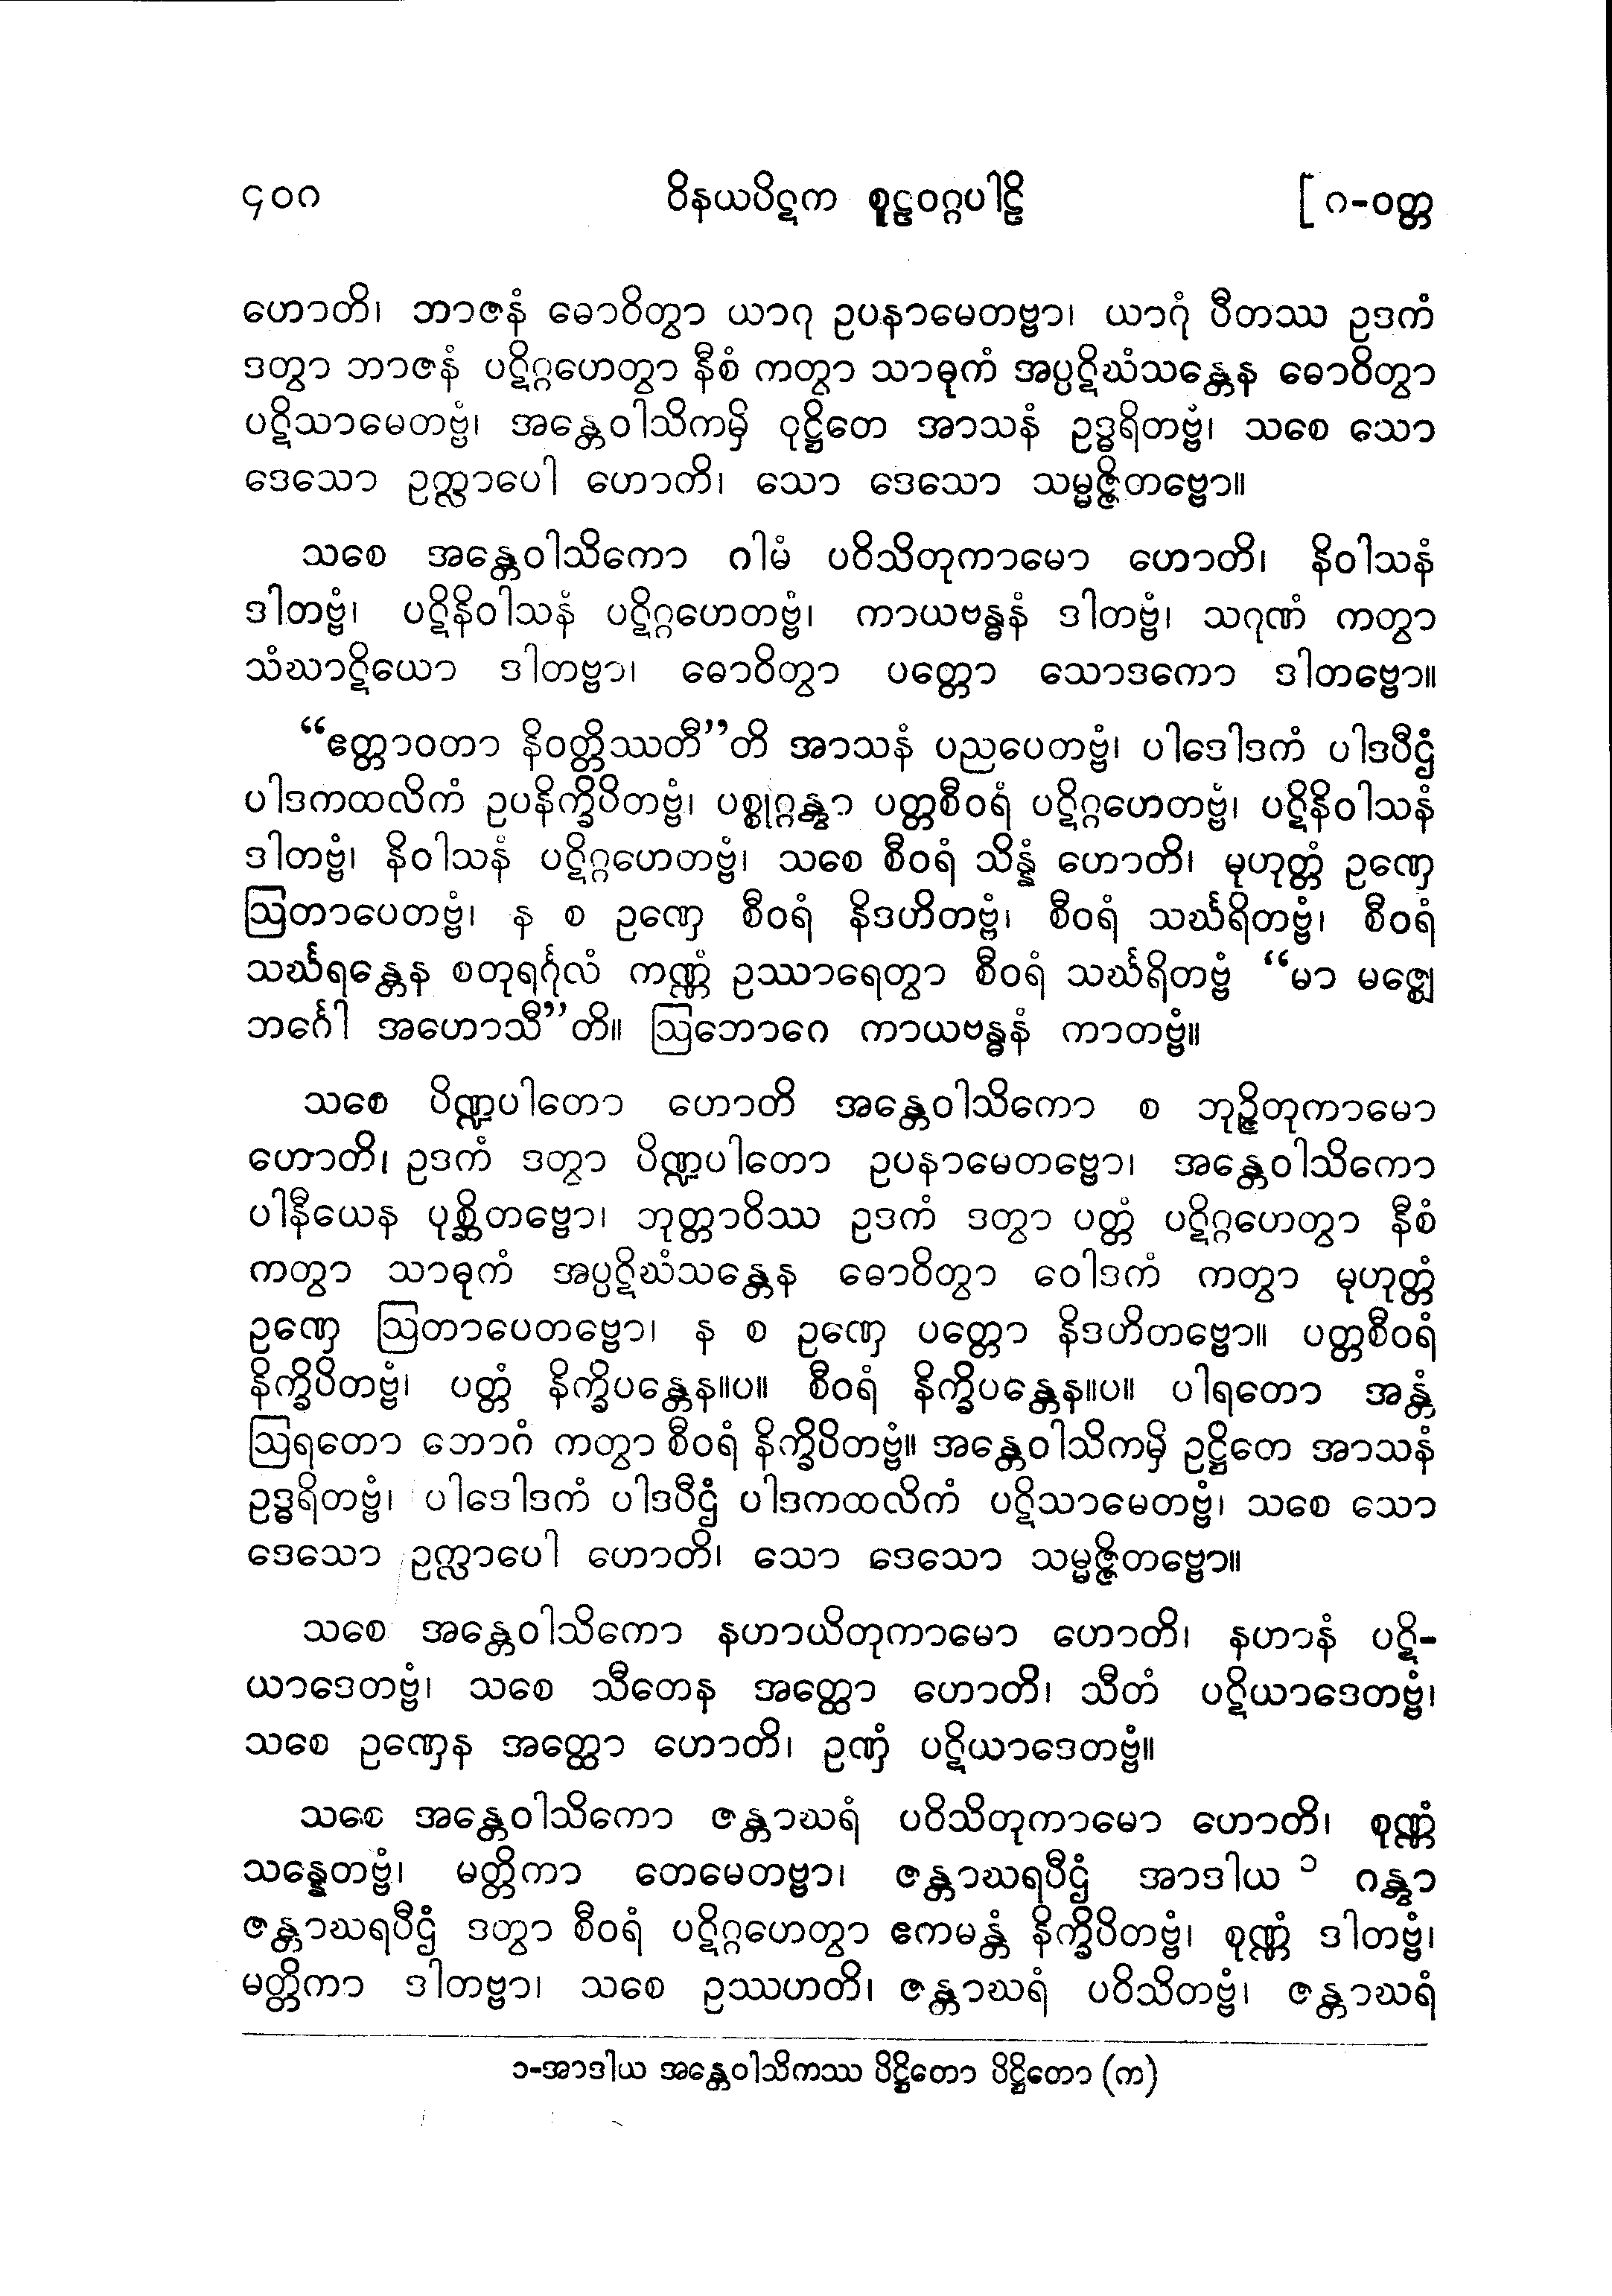 ၄၀ဂ ဝိနယပိဋက စူဠဝဂ္ဂပါဠိ [ ဂ-ဝတ္တ
ဟောတိ၊ ဘာဇနံ ဓောဝိတွာ ယာဂု ဥပနာမေတဗ္ဗာ၊ ယာဂုံ ပီတဿ ဥဒကံ
ဒတွာ ဘာဇနံ ပဋိဂ္ဂဟေတွာ နီစံ ကတွာ သာဓုကံ အပ္ပဋိဃံသန္တေန ဓောဝိတွာ
ပဋိသာမေတဗ္ဗံ၊ အန္တေဝါသိကမှိ ဝုဋ္ဌိတေ အာသနံ ဥဒ္ဓရိတဗ္ဗံ၊ သစေ သော
ဒေသော ဥက္လာပေါ ဟောတိ၊ သော ဒေသော သမ္မဇ္ဇိတဗ္ဗော။
သစေ အန္တေဝါသိကော ဂါမံ ပဝိသိတုကာမော ဟောတိ၊ နိဝါသနံ
ဒါတဗ္ဗံ၊ ပဋိနိဝါသနံ ပဋိဂ္ဂဟေတဗ္ဗံ၊ ကာယဗန္ဓနံ ဒါတဗ္ဗံ၊ သဂုဏံ ကတွာ
သံဃာဋိယော ဒါတဗ္ဗာ၊ ဓောဝိတွာ ပတ္တော သောဒကော ဒါတဗ္ဗော။
“ဧတ္တာဝတာ နိဝတ္တိဿတီ”တိ အာသနံ ပညပေတဗ္ဗံ၊ ပါဒေါဒကံ ပါဒပီဌံ
ပါဒကထလိကံ ဥပနိက္ခိပိတဗ္ဗံ၊ ပစ္စုဂ္ဂန္တွာ ပတ္တစီဝရံ ပဋိဂ္ဂဟေတဗ္ဗံ၊ ပဋိနိဝါသနံ
ဒါတဗ္ဗံ၊ နိဝါသနံ ပဋိဂ္ဂဟေတဗ္ဗံ၊ သစေ စီဝရံ သိန္နံ ဟောတိ၊ မုဟုတ္တံ ဥဏှေ
ဩတာပေတဗ္ဗံ၊ န စ ဥဏှေ စီဝရံ နိဒဟိတဗ္ဗံ၊ စီဝရံ သင်္ဃရိတဗ္ဗံ၊ စီဝရံ
သင်္ဃရန္တေန စတုရင်္ဂုလံ ကဏ္ဏံ ဥဿာရေတွာ စီဝရံ သင်္ဃရိတဗ္ဗံ “မာ မဇ္ဈေ
ဘင်္ဂေါ အဟောသီ”တိ။ ဩဘောဂေ ကာယဗန္ဓနံ ကာတဗ္ဗံ။
သစေ ပိဏ္ဍပါတော ဟောတိ အန္တေဝါသိကော စ ဘုဉ္ဇိတုကာမော
ဟောတိ၊ ဥဒကံ ဒတွာ ပိဏ္ဍပါတော ဥပနာမေတဗ္ဗော၊ အန္တေဝါသိကော
ပါနီယေန ပုစ္ဆိတဗ္ဗော၊ ဘုတ္တာဝိဿ ဥဒကံ ဒတွာ ပတ္တံ ပဋိဂ္ဂဟေတွာ နီစံ
ကတွာ သာဓုကံ အပ္ပဋိဃံသန္တေန ဓောဝိတွာ ဝေါဒကံ ကတွာ မုဟုတ္တံ
ဥဏှေ ဩတာပေတဗ္ဗော၊ န စ ဥဏှေ ပတ္တော နိဒဟိတဗ္ဗော။ ပတ္တစီဝရံ
နိက္ခိပိတဗ္ဗံ၊ ပတ္တံ နိက္ခိပန္တေန။ပ။ စီဝရံ နိက္ခိပန္တေန။ပ။ ပါရတော အန္တံ
ဩရတော ဘောဂံ ကတွာ စီဝရံ နိက္ခိပိတဗ္ဗံ။ အန္တေဝါသိကမှိ ဥဋ္ဌိတေ အာသနံ
ဥဒ္ဓရိတဗ္ဗံ၊ ပါဒေါဒကံ ပါဒပီဌံ ပါဒကထလိကံ ပဋိသာမေတဗ္ဗံ၊ သစေ သော
ဒေသော ဥက္လာပေါ ဟောတိ၊ သော ဒေသော သမ္မဇ္ဇိတဗ္ဗော။
သစေ အန္တေဝါသိကော နဟာယိတုကာမော ဟောတိ၊ နဟာနံ ပဋိ-
ယာဒေတဗ္ဗံ၊ သစေ သီတေန အတ္ထော ဟောတိ၊ သီတံ ပဋိယာဒေတဗ္ဗံ၊
သစေ ဥဏှေန အတ္ထော ဟောတိ၊ ဥဏှံ ပဋိယာဒေတဗ္ဗံ။
သစေ အန္တေဝါသိကော ဇန္တာဃရံ ပဝိသိတုကာမော ဟောတိ၊ စုဏ္ဏံ
သန္နေတဗ္ဗံ၊ မတ္တိကာ တေမေတဗ္ဗာ၊ ဇန္တာဃရပီဌံ အာဒါယ ၁ ဂန္တွာ
ဇန္တာဃရပီဌံ ဒတွာ စီဝရံ ပဋိဂ္ဂဟေတွာ ဧကမန္တံ နိက္ခိပိတဗ္ဗံ၊ စုဏ္ဏံ ဒါတဗ္ဗံ၊
မတ္တိကာ ဒါတဗ္ဗာ၊ သစေ ဥဿဟတိ၊ ဇန္တာဃရံ ပဝိသိတဗ္ဗံ၊ ဇန္တာဃရံ
၁-အာဒါယ အန္တေဝါသိကဿ ပိဋ္ဌိတော ပိဋ္ဌိတော (က)